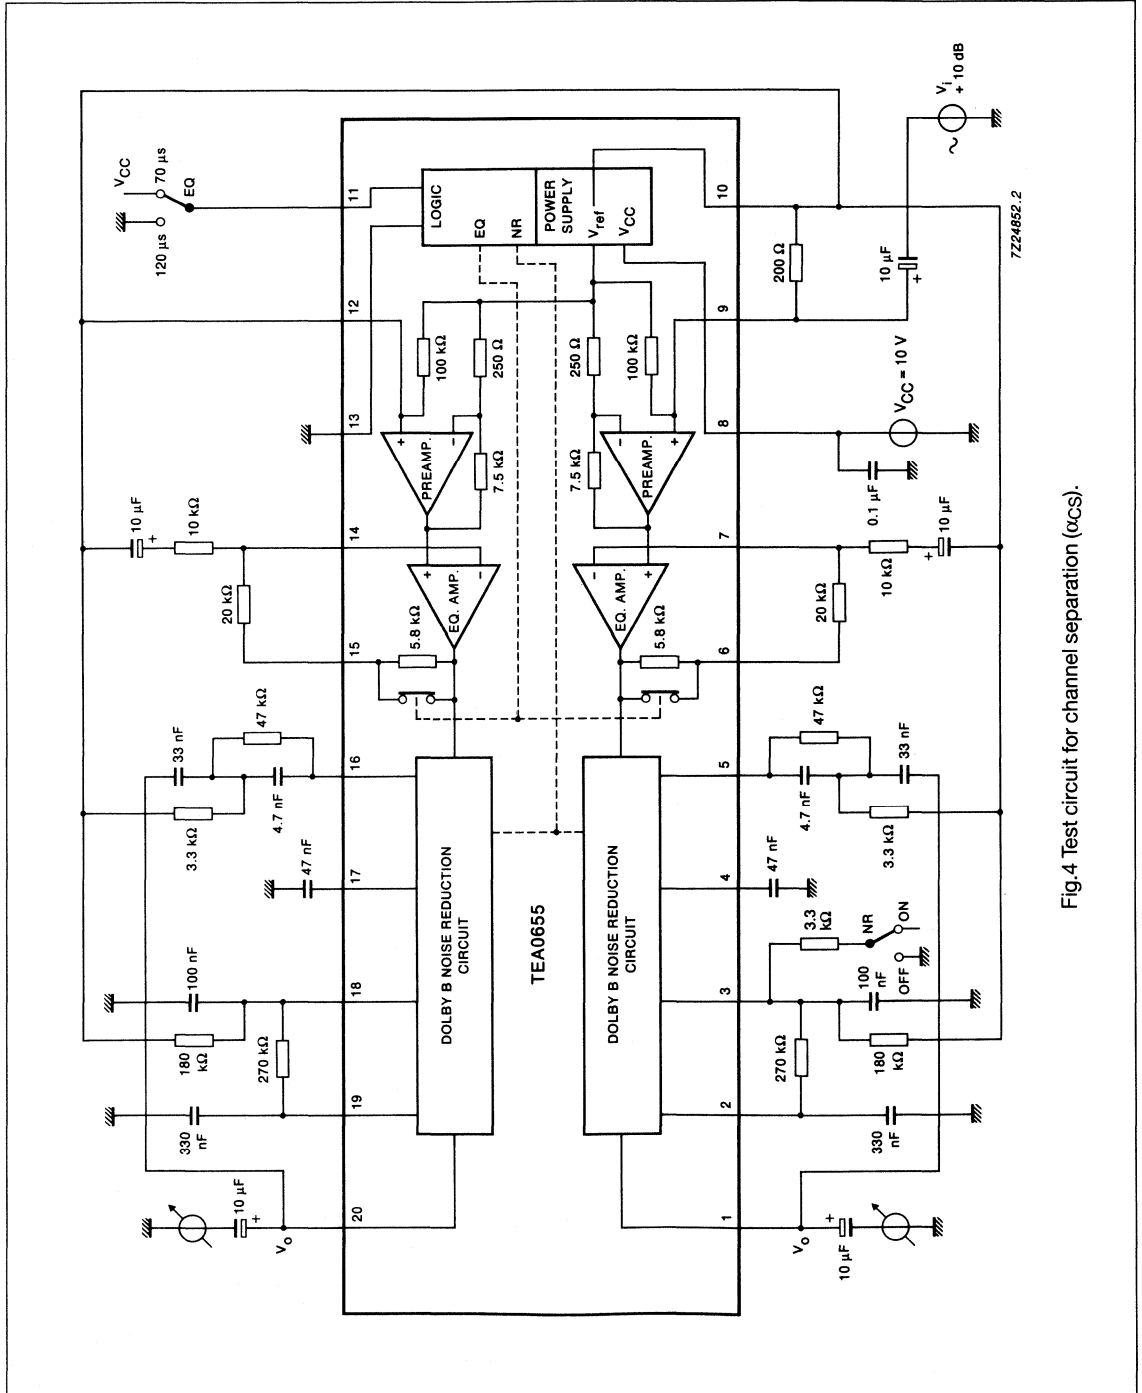 Vi
+ 10 dB
VCC
70 µs
EQ
120 µs
11
10
LOGIC
EQ
NR
POWER
SUPPLY
Vref
VCC
200 Ω
10 µF
+
7Z24852.2
12
9
100 kΩ
250 Ω
250 Ω
100 kΩ
13
8
VCC = 10 V
+
−
PREAMP.
7.5 kΩ
7.5 kΩ
−
+
PREAMP.
0.1 µF
10 µF
+
10 kΩ
14
7
10 kΩ
+
10 µF
20 kΩ
+
−
EQ. AMP.
−
+
EQ. AMP.
20 kΩ
15
5.8 kΩ
5.8 kΩ
6
33 nF
47 kΩ
3.3 kΩ
4.7 nF
16
5
47 kΩ
4.7 nF
33 nF
3.3 kΩ
47 nF
17
4
47 nF
DOLBY B NOISE REDUCTION
CIRCUIT
TEA0655
DOLBY B NOISE REDUCTION
CIRCUIT
3.3
kΩ
NR
ON
OFF
100 nF
18
3
100
nF
180
kΩ
270 kΩ
270 kΩ
180
kΩ
330
nF
19
2
330
nF
10 µF
+
Vo
20
1
Vo
10 µF
+
Fig.4 Test circuit for channel separation (αCS).